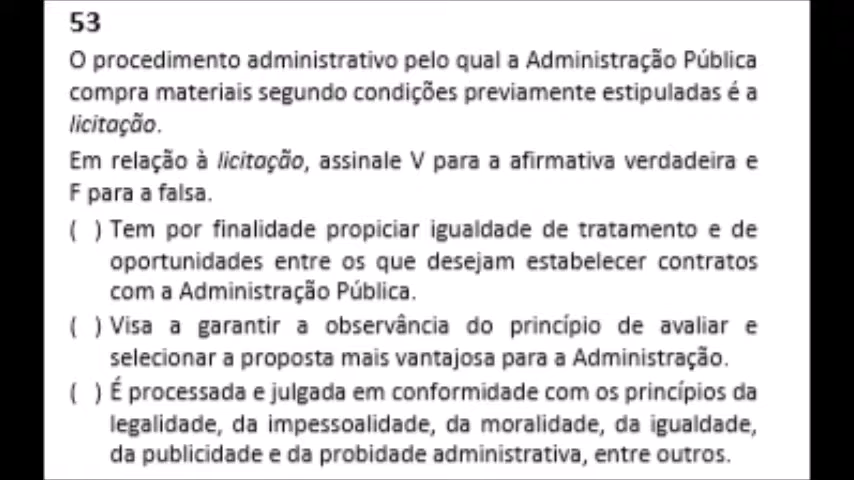 53
O procedimento administrativo pelo qual a Administração Pública
compra materiais segundo condições previamente estipuladas é a
licitação.
Em relação à licitação, assinale V para a afirmativa verdadeira e
F para a falsa.
( ) Tem por finalidade propiciar igualdade de tratamento e de
oportunidades entre os que desejam estabelecer contratos
com a Administração Pública.
( ) Visa a garantir a observância do princípio de avaliar e
selecionar a proposta mais vantajosa para a Administração.
( ) É processada e julgada em conformidade com os princípios da
legalidade, da impessoalidade, da moralidade, da igualdade,
da publicidade e da probidade administrativa, entre outros.